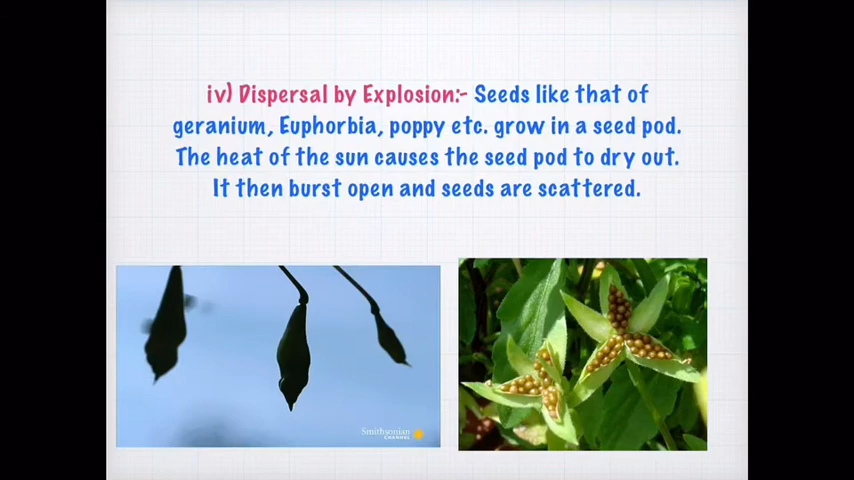 iv) Dispersal by Explosion:- Seeds like that of
geranium, Euphorbia, poppy etc. grow in a seed pod.
The heat of the sun causes the seed pod to dry out.
It then burst open and seeds are scattered.
Smithsonian
CHANNEL